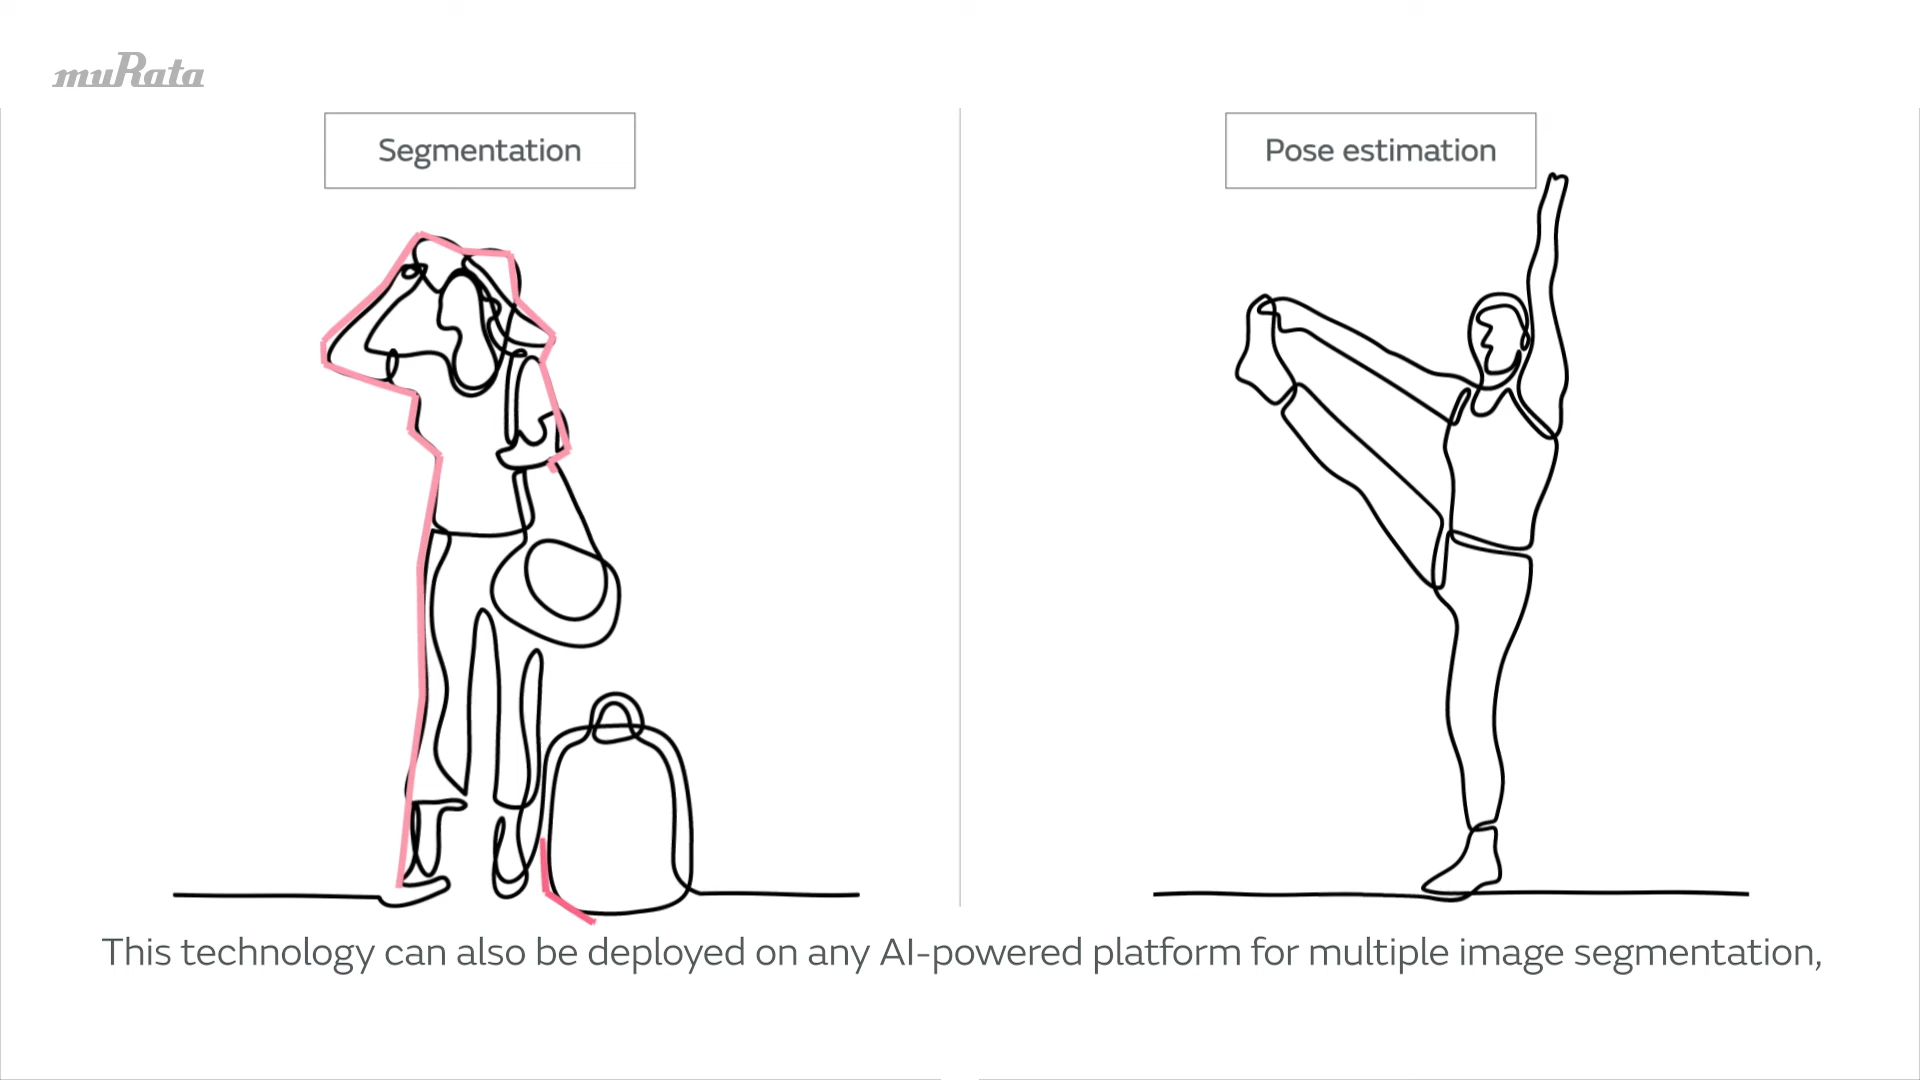 muRata
Segmentation
Pose estimation
This technology can also be deployed on any AI-powered platform for multiple image segmentation,